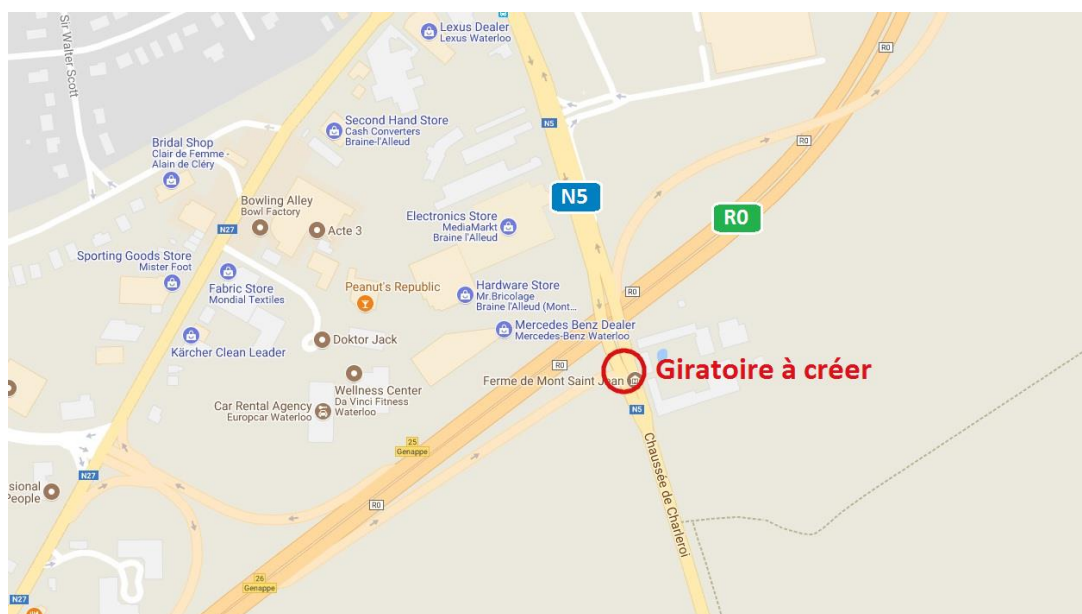 Sir Walter Scott
Lexus Dealer
Lexus Waterloo
R0
Second Hand Store
Cash Converters
Braine-l'Alleud
N5
Bridal Shop
Clair de Femme -
Alain de Cléry
R0
N5
Bowling Alley
Bowl Factory
Electronics Store
MediaMarkt
Braine l'Alleud
R0
N27
Acte 3
Sporting Goods Store
Mister Foot
Fabric Store
Mondial Textiles
Peanut's Republic
Hardware Store
Mr.Bricolage
Braine l'Alleud (Mont...
R0
Mercedes Benz Dealer
Mercedes-Benz Waterloo
Doktor Jack
Kärcher Clean Leader
R0
Giratoire à créer
Ferme de Mont Saint Jean
Wellness Center
Da Vinci Fitness
Waterloo
Car Rental Agency
Europcar Waterloo
N5
Chaussée de Charleroi
25
Genappe
N27
sional
People
R0
26
Genappe
N27